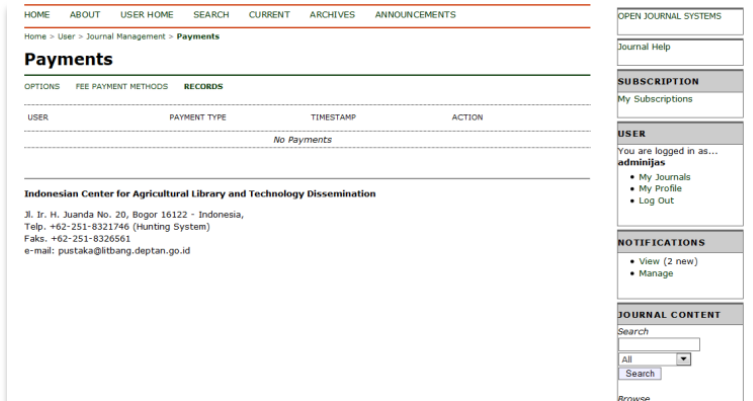 HOME ABOUT USER HOME SEARCH CURRENT ARCHIVES ANNOUNCEMENTS
Home > User > Journal Management > Payments
Payments
OPTIONS FEE PAYMENT METHODS RECORDS
USER PAYMENT TYPE TIMESTAMP ACTION
No Payments
Indonesian Center for Agricultural Library and Technology Dissemination
Jl. Ir. H. Juanda No. 20, Bogor 16122 - Indonesia,
Telp. +62-251-8321746 (Hunting System)
Faks. +62-251-8326561
e-mail: pustaka@litbang.deptan.go.id
OPEN JOURNAL SYSTEMS
Journal Help
SUBSCRIPTION
My Subscriptions
USER
You are logged in as...
adminijas
My Journals
My Profile
Log Out
NOTIFICATIONS
View (2 new)
Manage
JOURNAL CONTENT
Search
All
Search
Browse